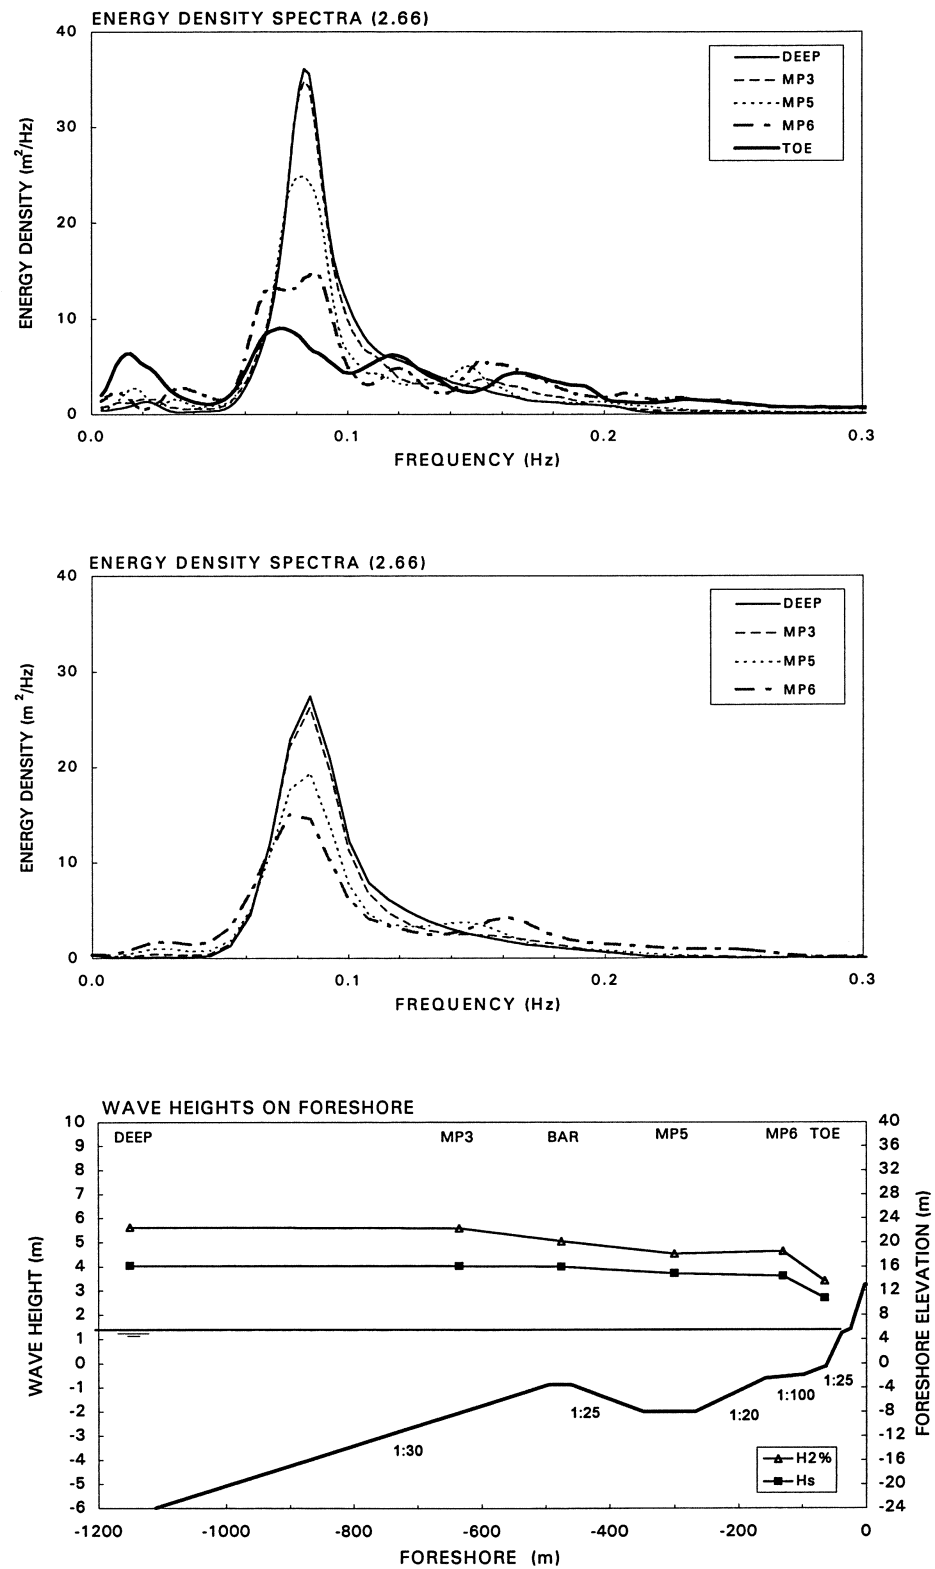 ENERGY DENSITY SPECTRA (2.66)
40
30
20
10
0
ENERGY DENSITY (m²/Hz)
DEEP
MP3
MP5
MP6
TOE
0.0 0.1 0.2 0.3
FREQUENCY (Hz)
ENERGY DENSITY SPECTRA (2.66)
40
30
20
10
0
ENERGY DENSITY (m²/Hz)
DEEP
MP3
MP5
MP6
0.0 0.1 0.2 0.3
FREQUENCY (Hz)
WAVE HEIGHTS ON FORESHORE
10 40
DEEP MP3 BAR MP5 MP6 TOE
9 36
8 32
7 28
6 24
5 20
4 16
3 12
2 8
1 4
0 0
-1 -4
-2 -8
-3 -12
-4 -16
-5 -20
-6 -24
WAVE HEIGHT (m)
FORESHORE ELEVATION (m)
1:30
1:25
1:20
1:100
1:25
H2%
Hs
-1200 -1000 -800 -600 -400 -200 0
FORESHORE (m)